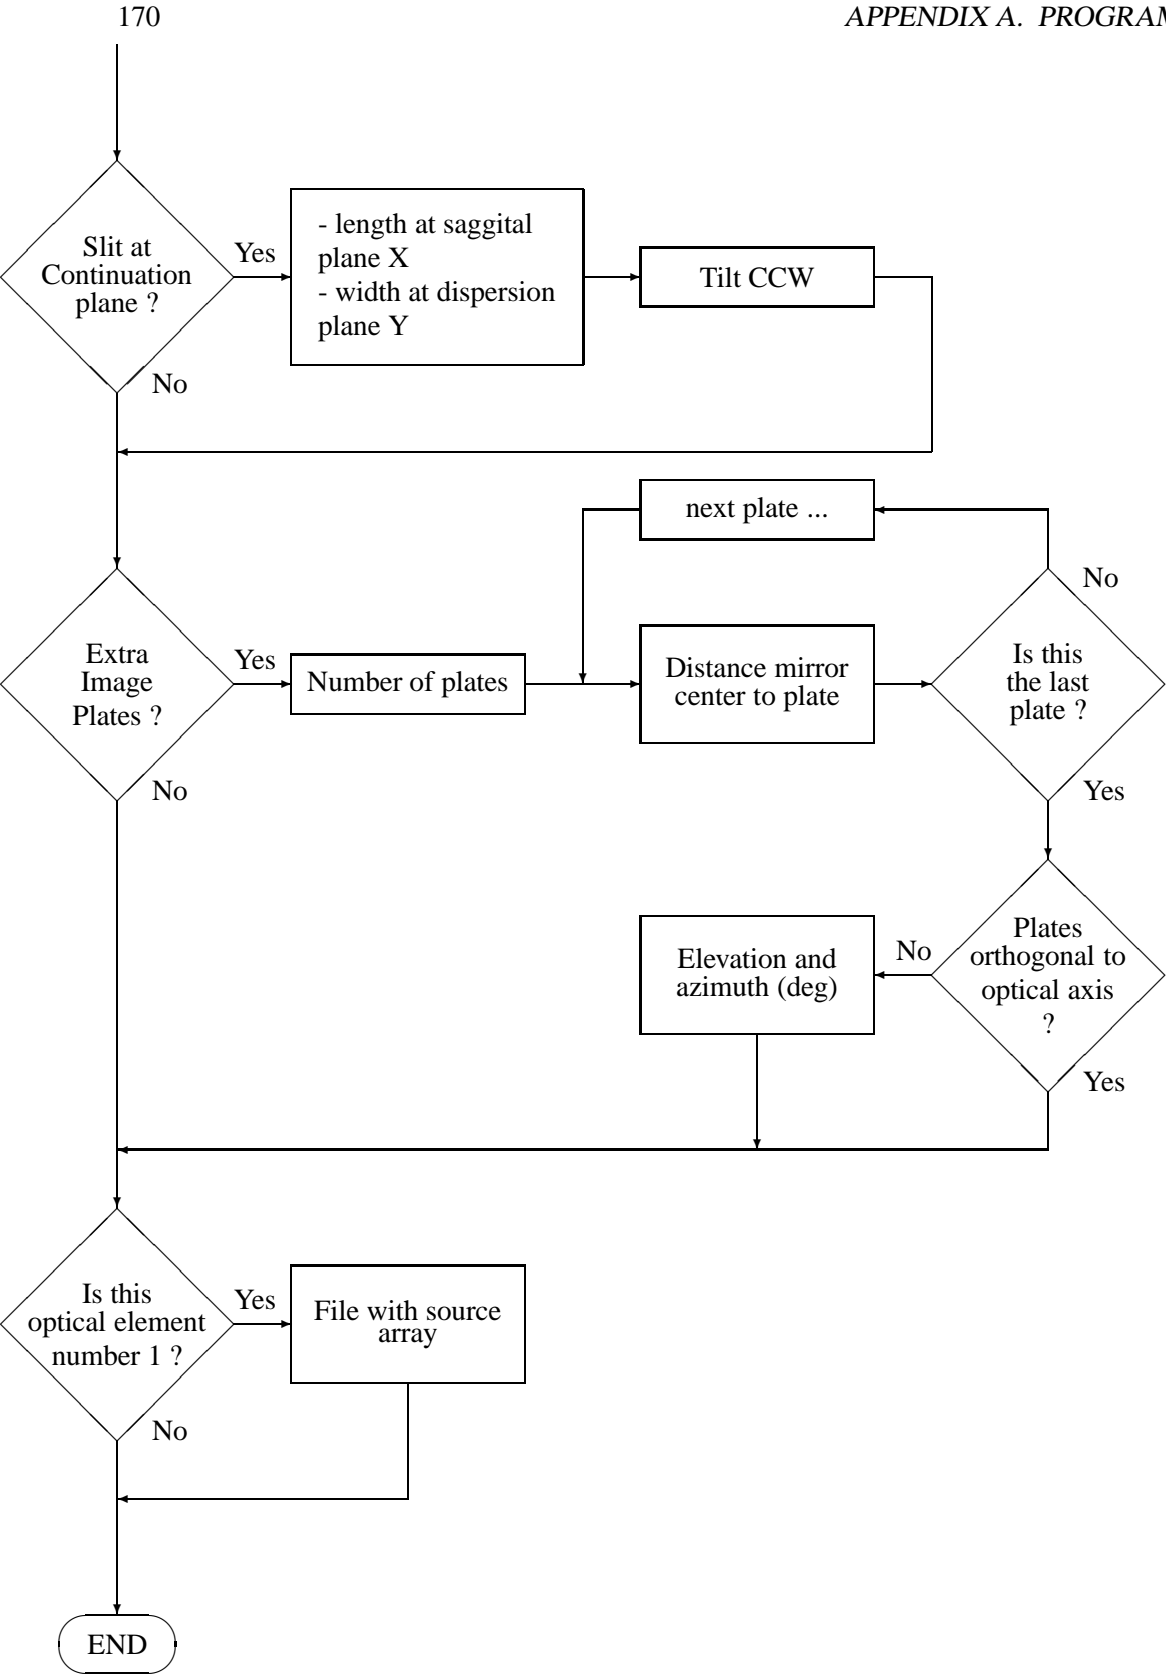 170
APPENDIX A. PROGRAM
Slit at
Continuation
plane ?
Yes
No
- length at saggital
plane X
- width at dispersion
plane Y
Tilt CCW
next plate ...
No
Extra
Image
Plates ?
Yes
No
Number of plates
Distance mirror
center to plate
Is this
the last
plate ?
Yes
Plates
orthogonal to
optical axis
?
No
Yes
Elevation and
azimuth (deg)
Is this
optical element
number 1 ?
Yes
No
File with source
array
END